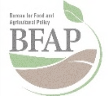 Bureau for Food and
Agricultural Policy
BFAP